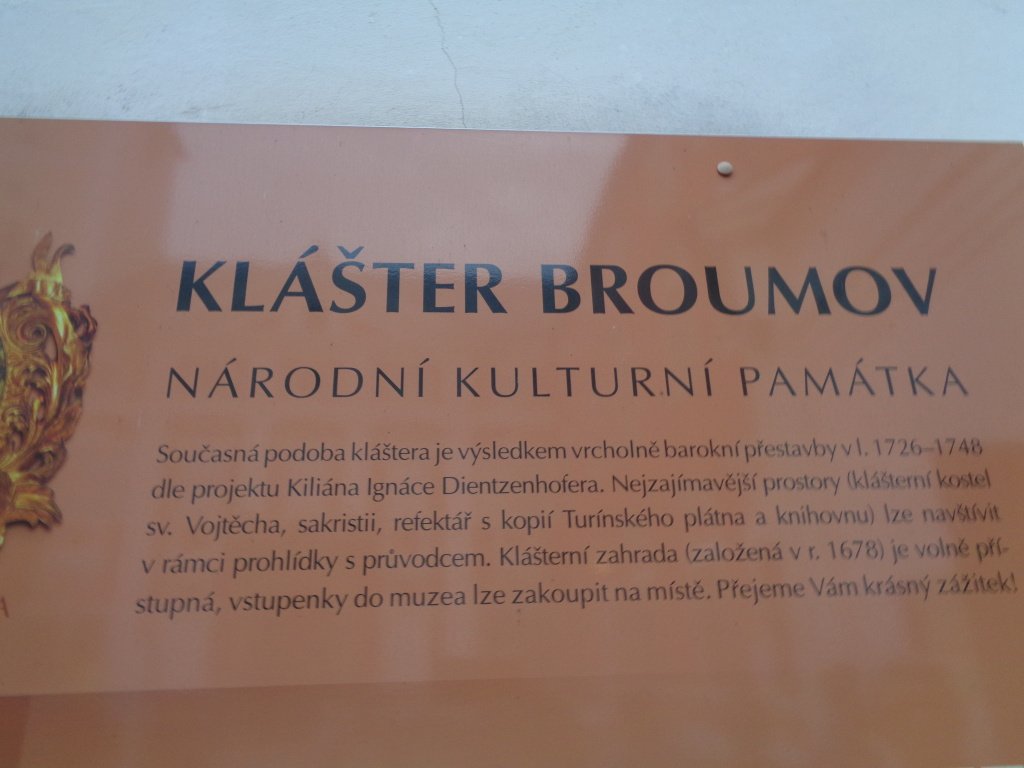 KLÁŠTER BROUMOV
NÁRODNÍ KULTURNÍ PAMÁTKA
Současná podoba kláštera je výsledkem vrcholně barokní přestavby v l. 1726–1748
dle projektu Kiliána Ignáce Dientzenhofera. Nejzajímavější prostory (klášterní kostel
sv. Vojtěcha, sakristii, refektář s kopií Turínského plátna a knihovnu) lze navštívit
v rámci prohlídky s průvodcem. Klášterní zahrada (založená v r. 1678) je volně pří-
stupná, vstupenky do muzea lze zakoupit na místě. Přejeme Vám krásný zážitek!
A